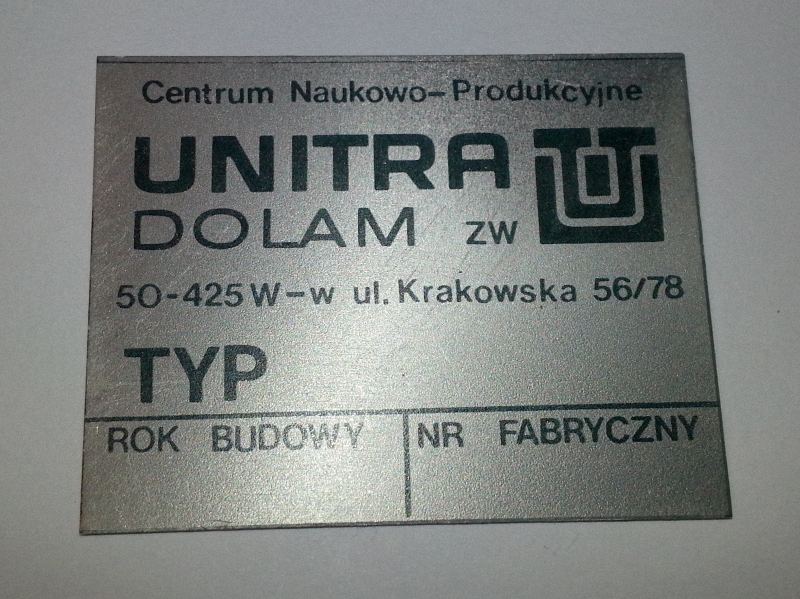 Centrum Naukowo-Produkcyjne
UNITRA
DOLAM ZW
50-425 W-w ul. Krakowska 56/78
TYP
ROK BUDOWY NR FABRYCZNY